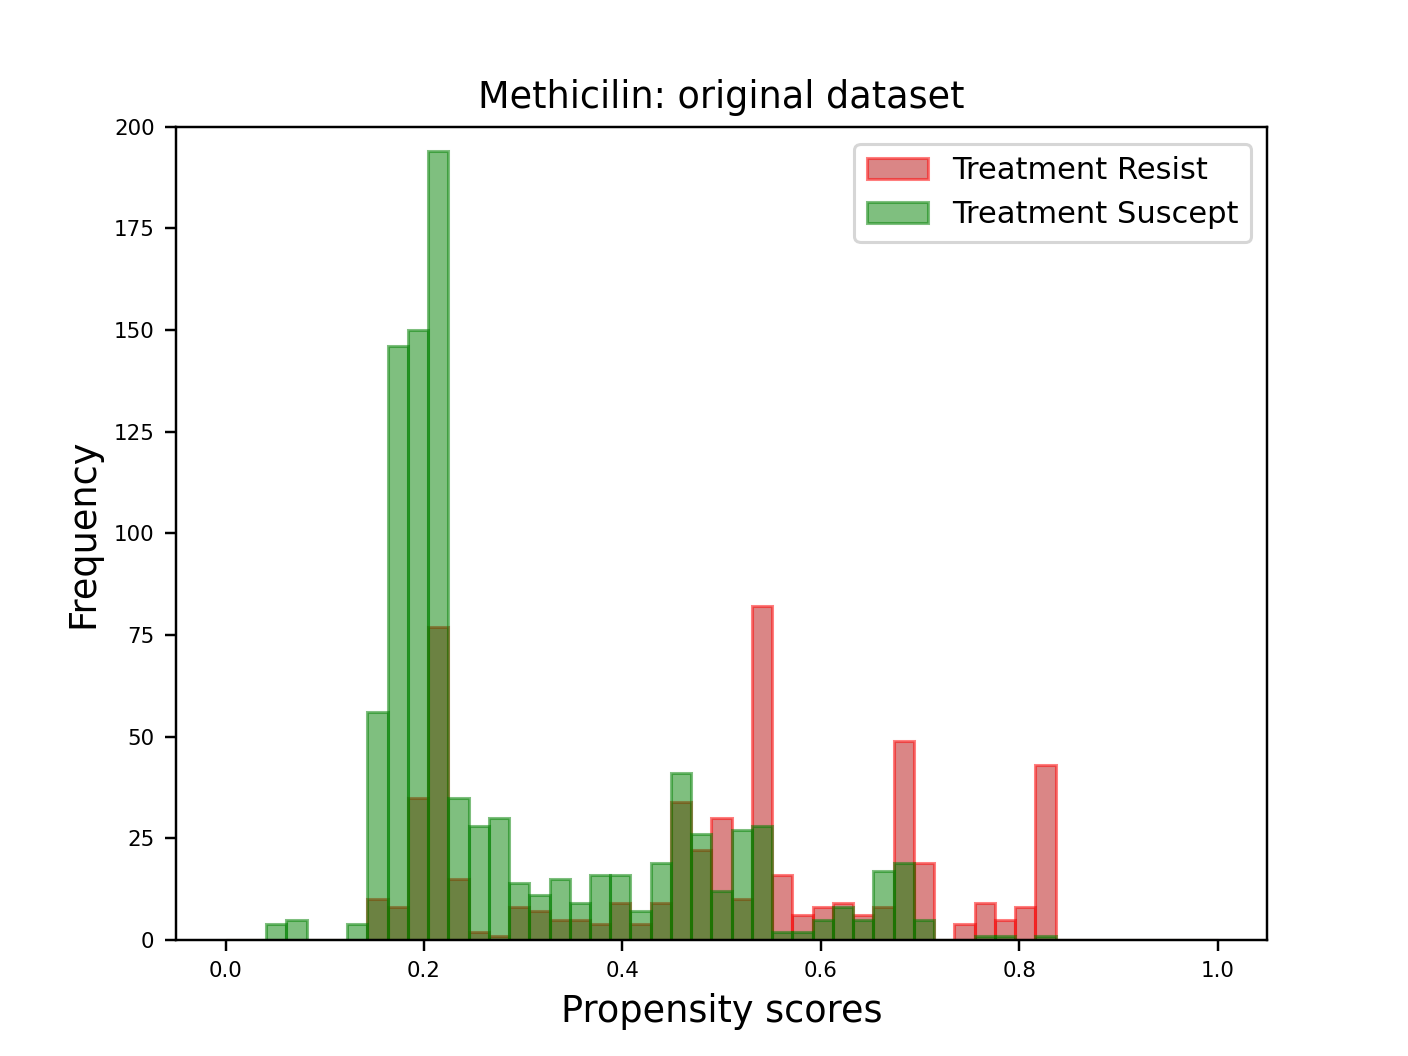 Methicilin: original dataset
Treatment Resist
Treatment Suscept
Frequency
200
175
150
125
100
75
50
25
0
0.0 0.2 0.4 0.6 0.8 1.0
Propensity scores